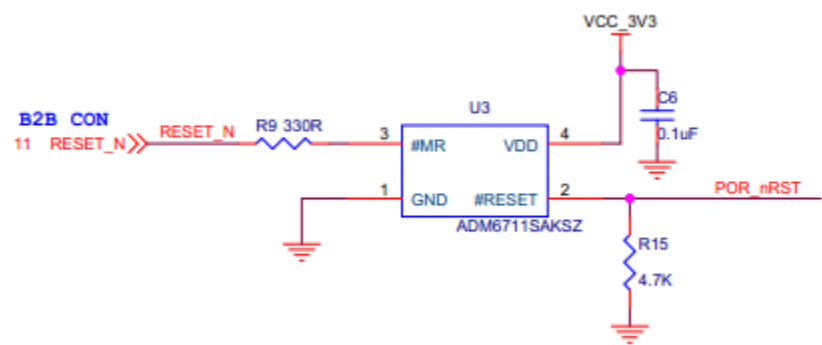 VCC_3V3
U3
C6
0.1uF
B2B CON
11 RESET_N
RESET_N
R9 330R
3
#MR
VDD
4
1
GND
#RESET
2
POR_nRST
ADM6711SAKSZ
R15
4.7K